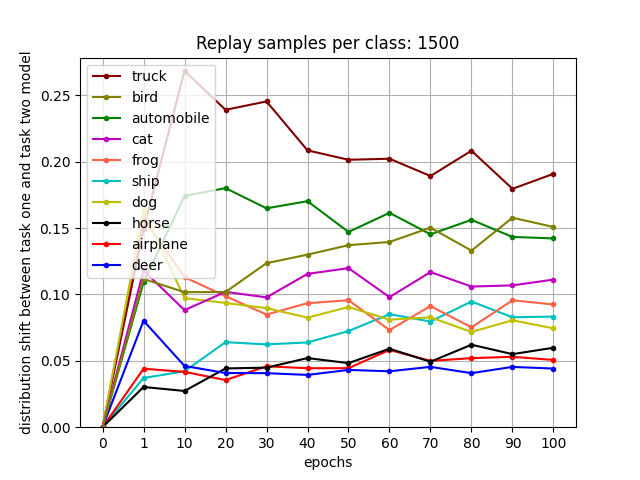 Replay samples per class: 1500
distribution shift between task one and task two model
0.25
0.20
0.15
0.10
0.05
0.00
truck
bird
automobile
cat
frog
ship
dog
horse
airplane
deer
0 1 10 20 30 40 50 60 70 80 90 100
epochs